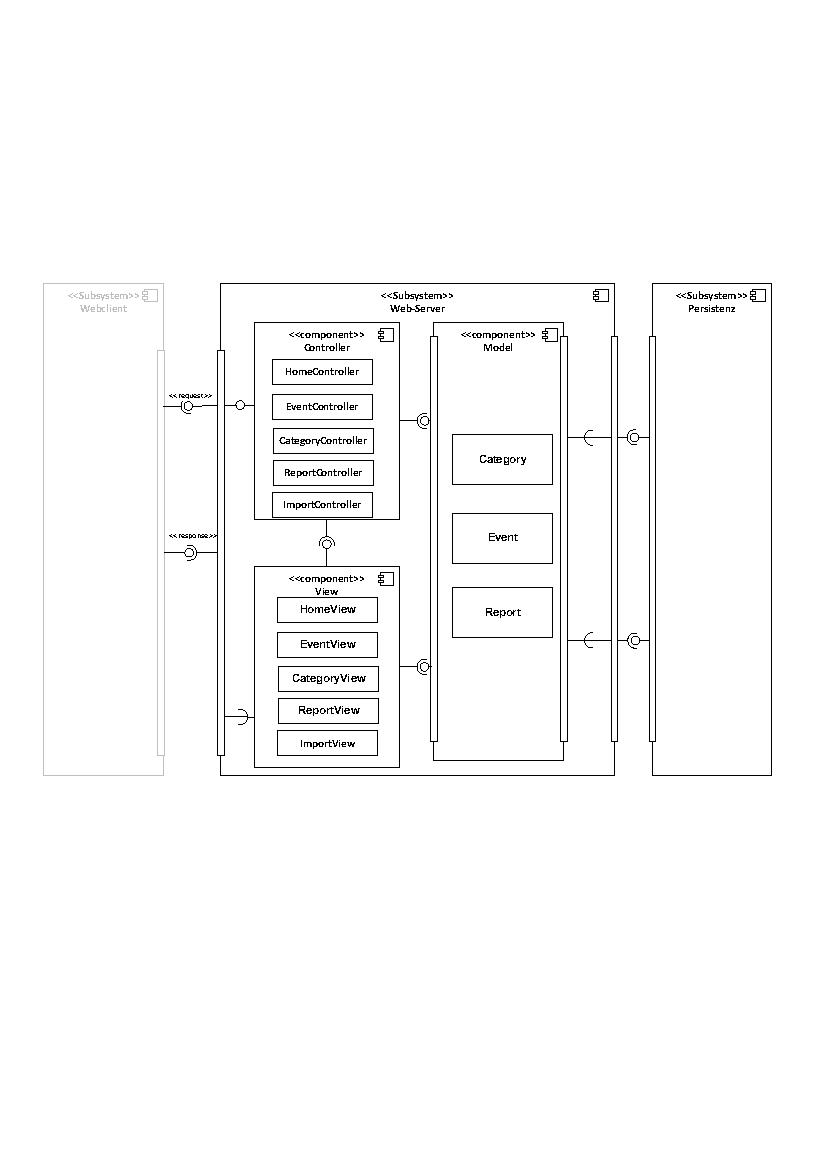 <<Subsystem>>
Webclient
<<Subsystem>>
Web-Server
<<Subsystem>>
Persistenz
<<component>>
Controller
HomeController
EventController
CategoryController
ReportController
ImportController
<<component>>
Model
Category
Event
Report
<<request>>
<<response>>
<<component>>
View
HomeView
EventView
CategoryView
ReportView
ImportView